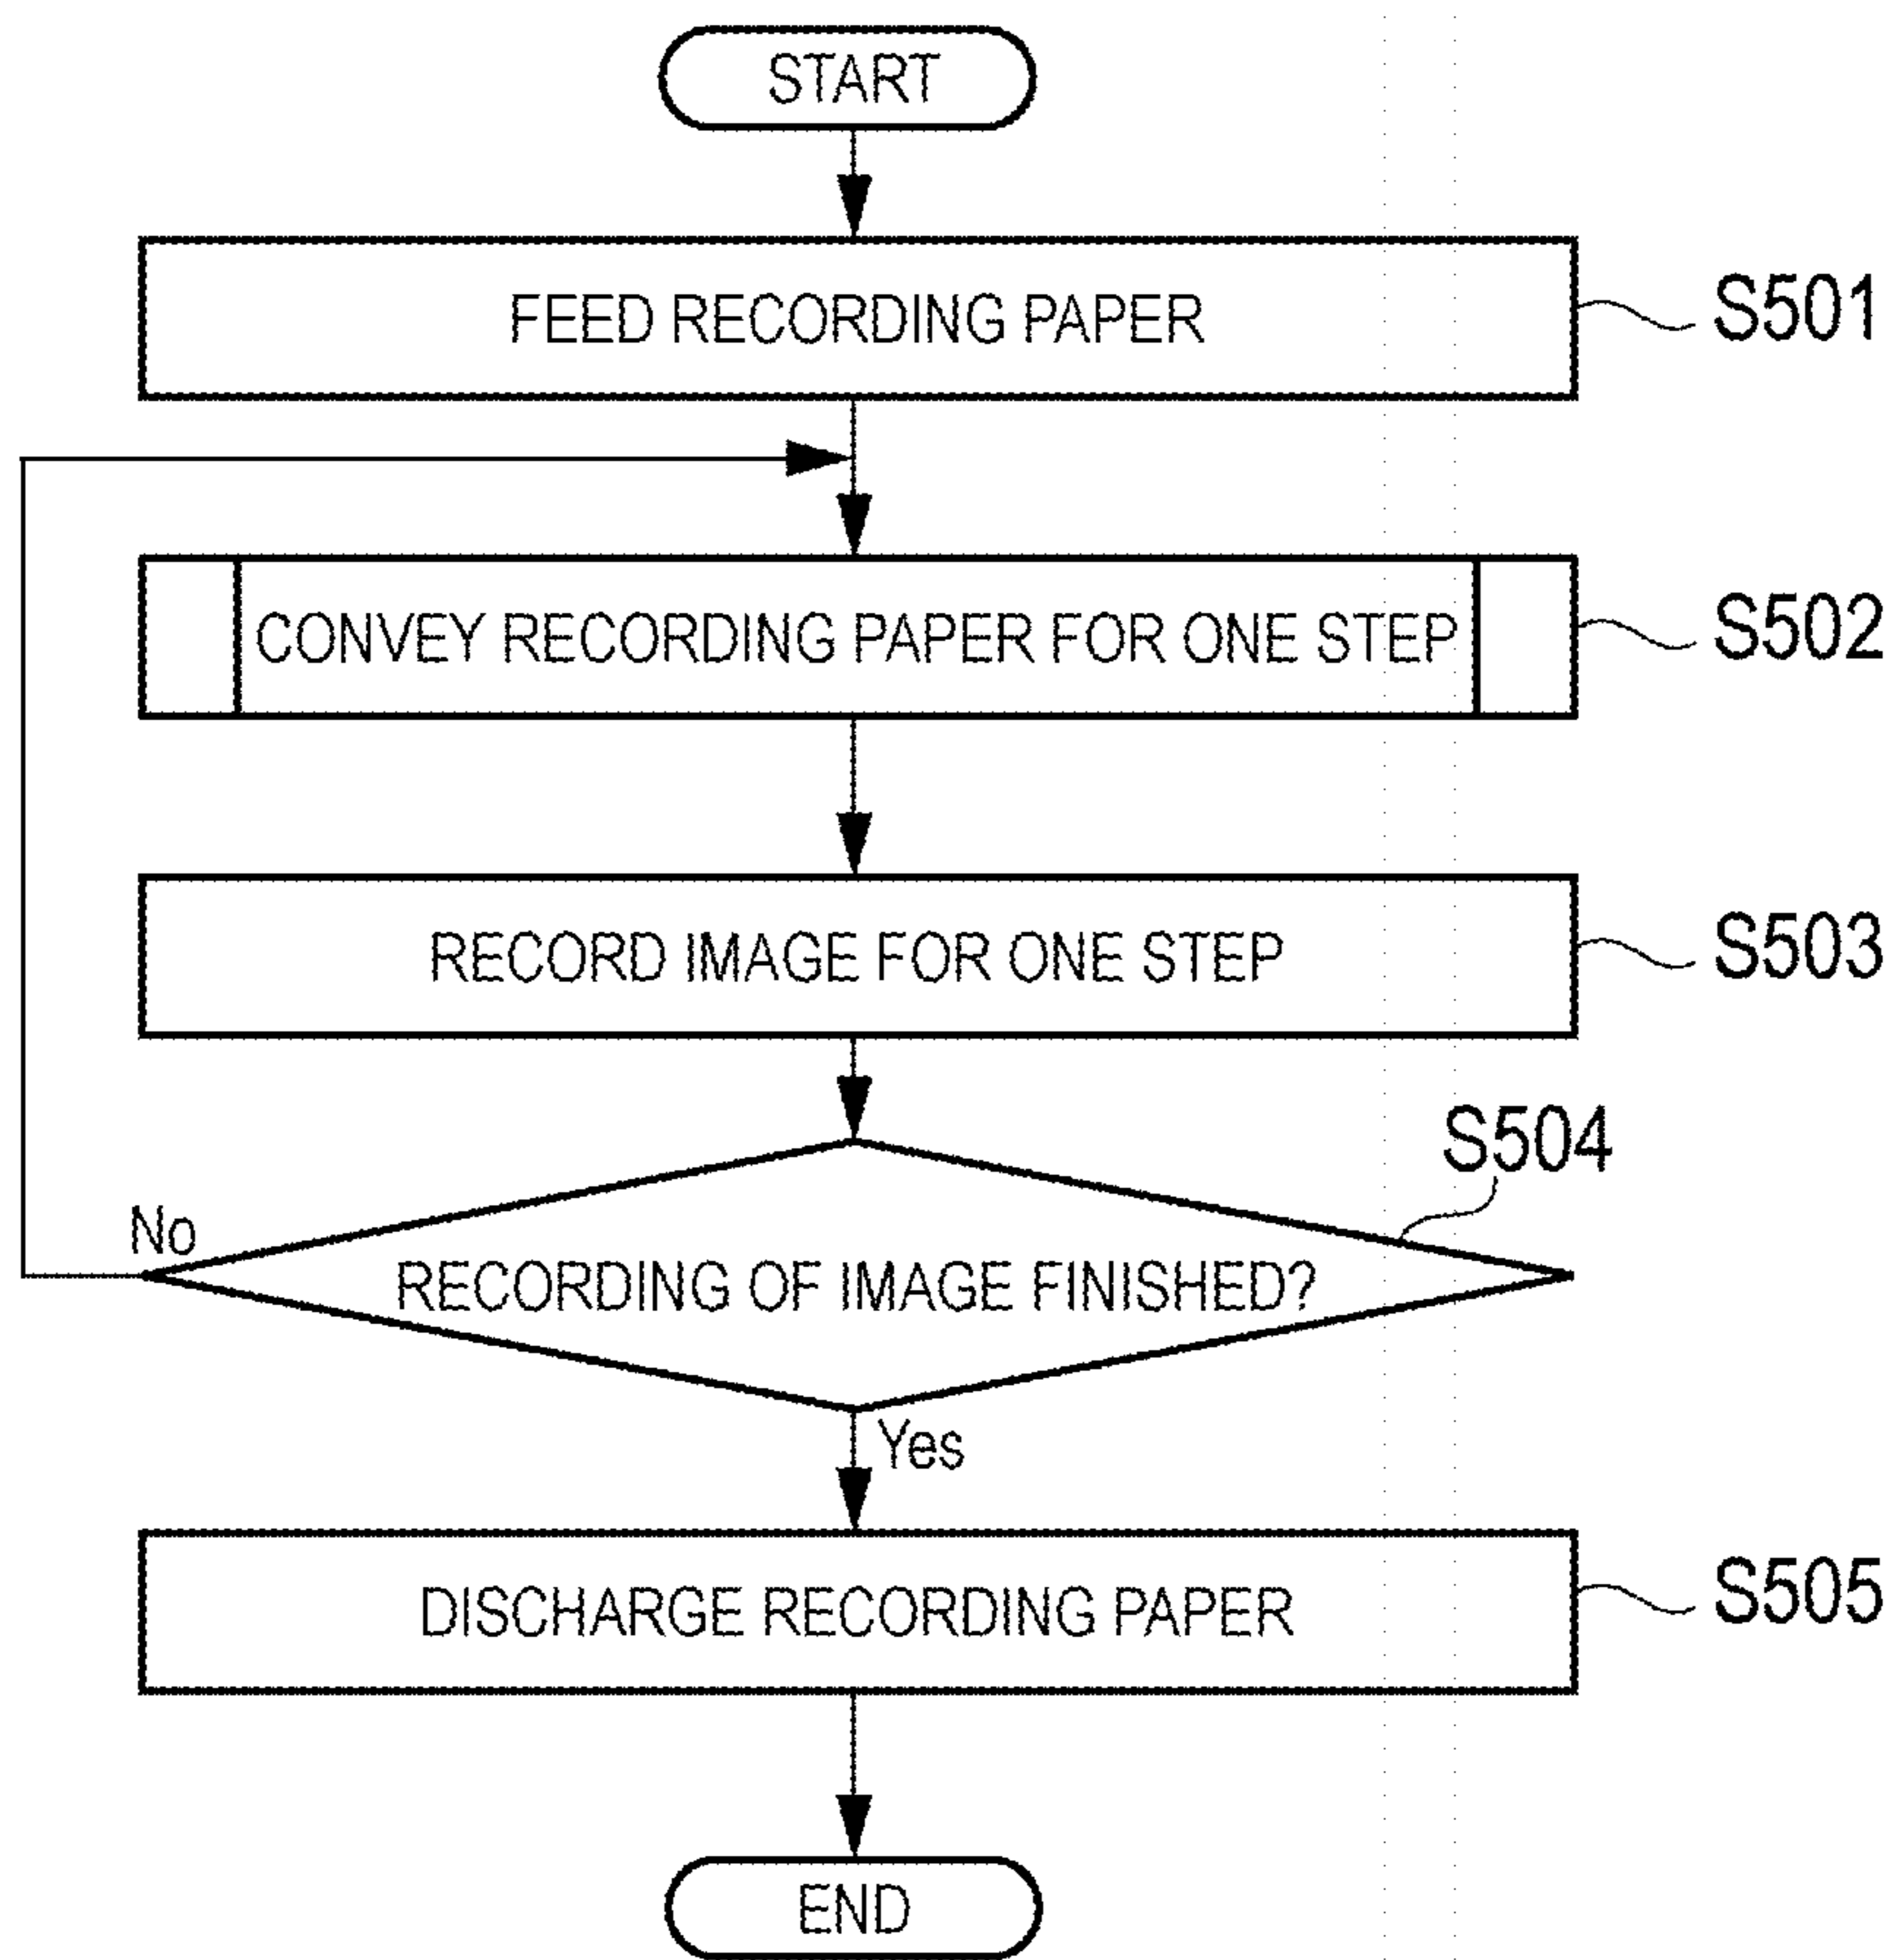 START
FEED RECORDING PAPER
S501
CONVEY RECORDING PAPER FOR ONE STEP
S502
RECORD IMAGE FOR ONE STEP
S503
S504
No
RECORDING OF IMAGE FINISHED?
Yes
DISCHARGE RECORDING PAPER
S505
END